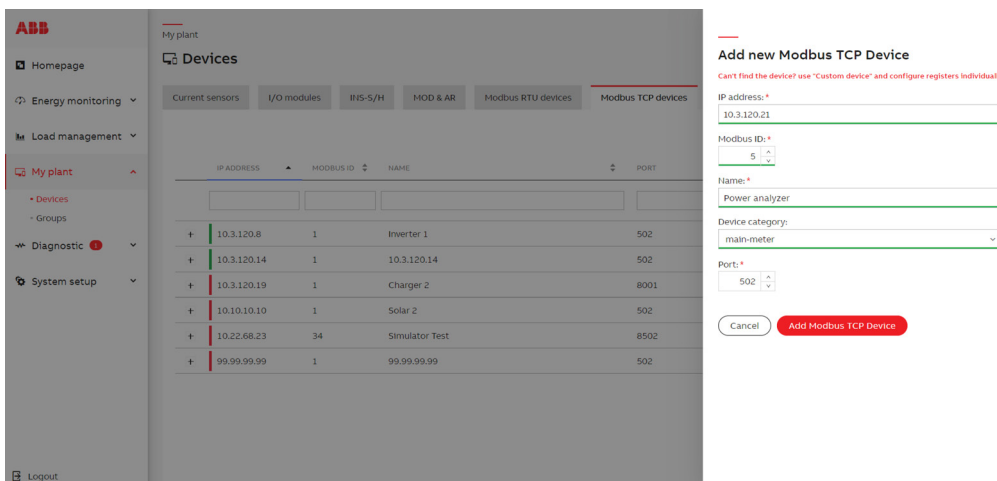 ABB
Homepage
Energy monitoring
Load management
My plant
• Devices
- Groups
Diagnostic 1
System setup
Logout
My plant
Devices
Current sensors I/O modules INS-S/H MOD & AR Modbus RTU devices Modbus TCP devices
IP ADDRESS MODBUS ID NAME PORT
+ 10.3.120.8 1 Inverter 1 502
+ 10.3.120.14 1 10.3.120.14 502
+ 10.3.120.19 1 Charger 2 8001
+ 10.10.10.10 1 Solar 2 502
+ 10.22.68.23 34 Simulator Test 8502
+ 99.99.99.99 1 99.99.99.99 502
Add new Modbus TCP Device
Can't find the device? use "Custom device" and configure registers individual
IP address: *
10.3.120.21
Modbus ID: *
5
Name: *
Power analyzer
Device category:
main-meter
Port: *
502
Cancel Add Modbus TCP Device